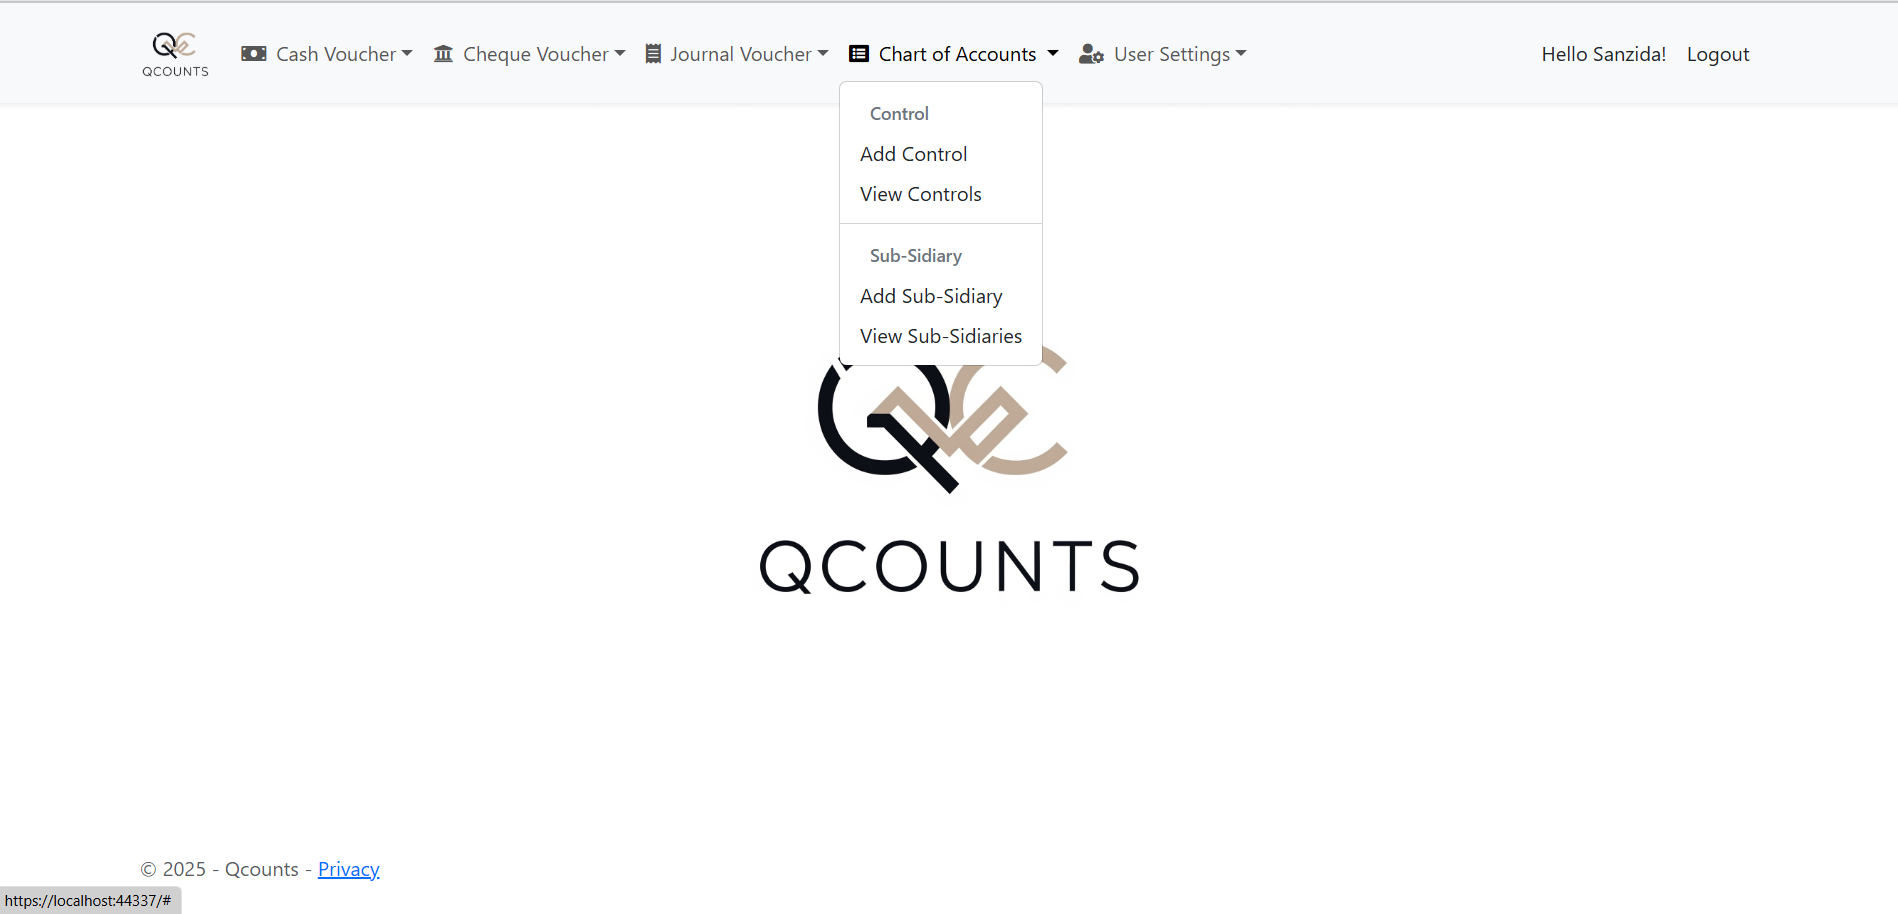 QCOUNTS
Cash Voucher
Cheque Voucher
Journal Voucher
Chart of Accounts
User Settings
Hello Sanzida!
Logout
Control
Add Control
View Controls
Sub-Sidiary
Add Sub-Sidiary
View Sub-Sidiaries
QCOUNTS
© 2025 - Qcounts - Privacy
https://localhost:44337/#